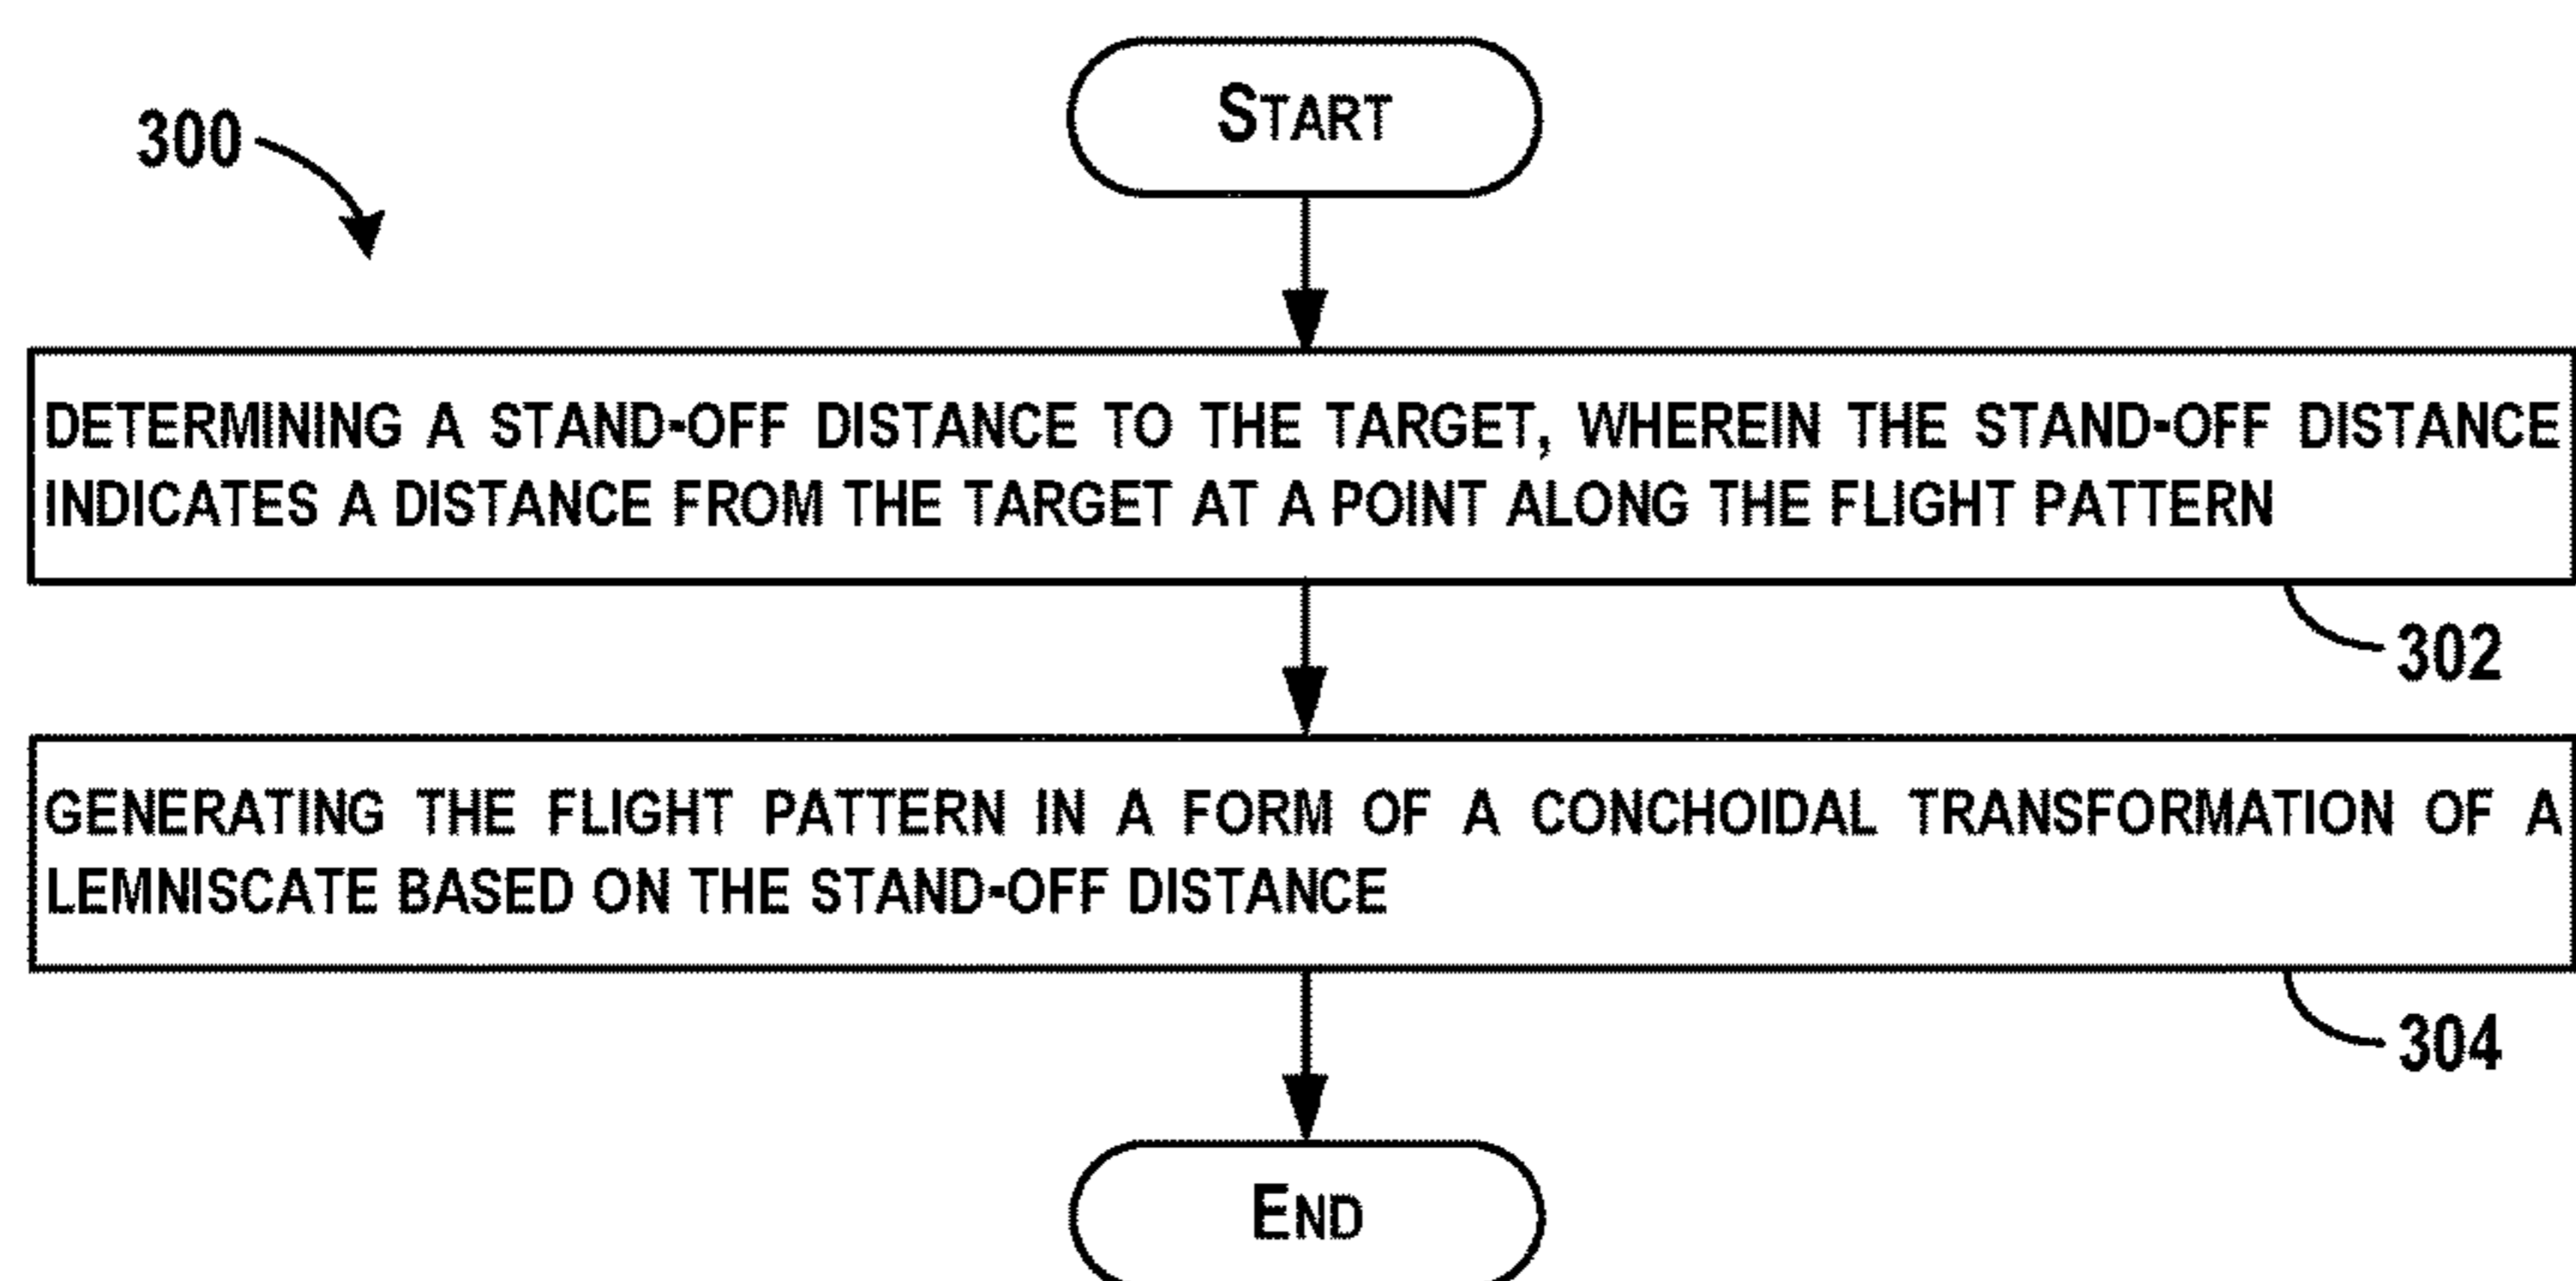 START
300
DETERMINING A STAND-OFF DISTANCE TO THE TARGET, WHEREIN THE STAND-OFF DISTANCE
INDICATES A DISTANCE FROM THE TARGET AT A POINT ALONG THE FLIGHT PATTERN
302
GENERATING THE FLIGHT PATTERN IN A FORM OF A CONCHOIDAL TRANSFORMATION OF A
LEMNISCATE BASED ON THE STAND-OFF DISTANCE
304
END